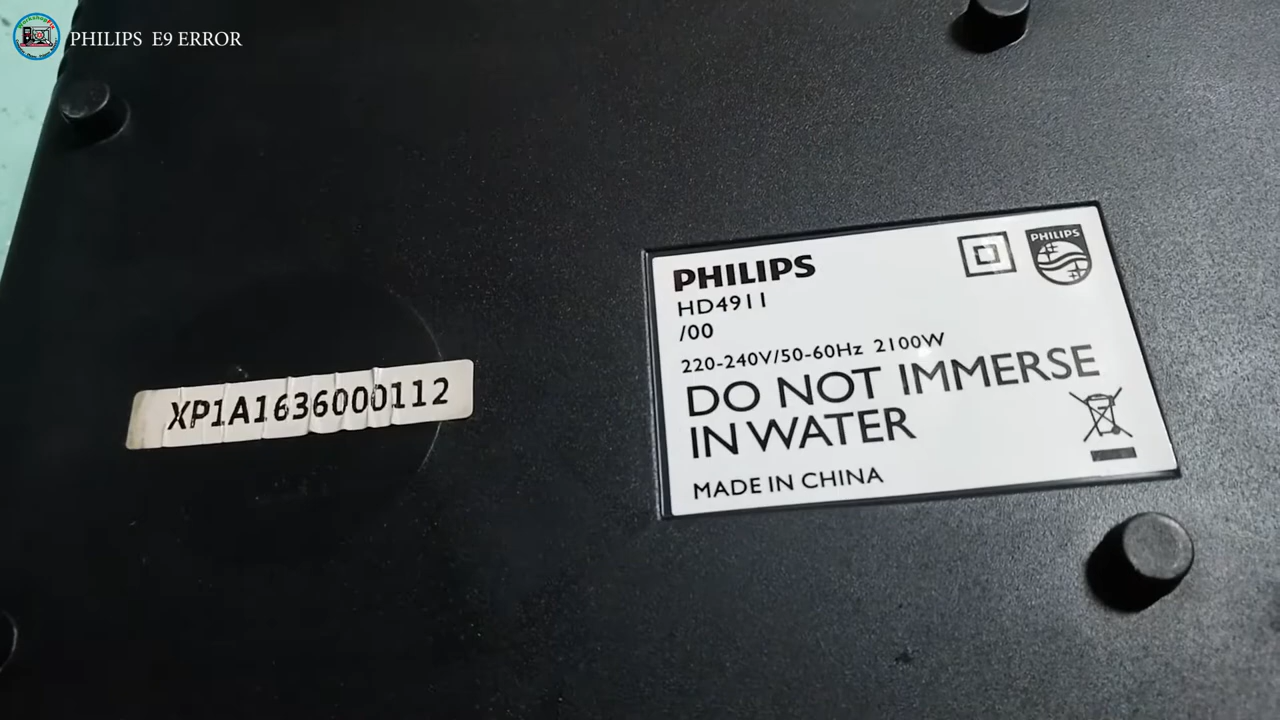 PHILIPS E9 ERROR
PHILIPS
PHILIPS
HD4911
/00
220-240V/50-60Hz 2100W
DO NOT IMMERSE
IN WATER
MADE IN CHINA
XP1A1636000112